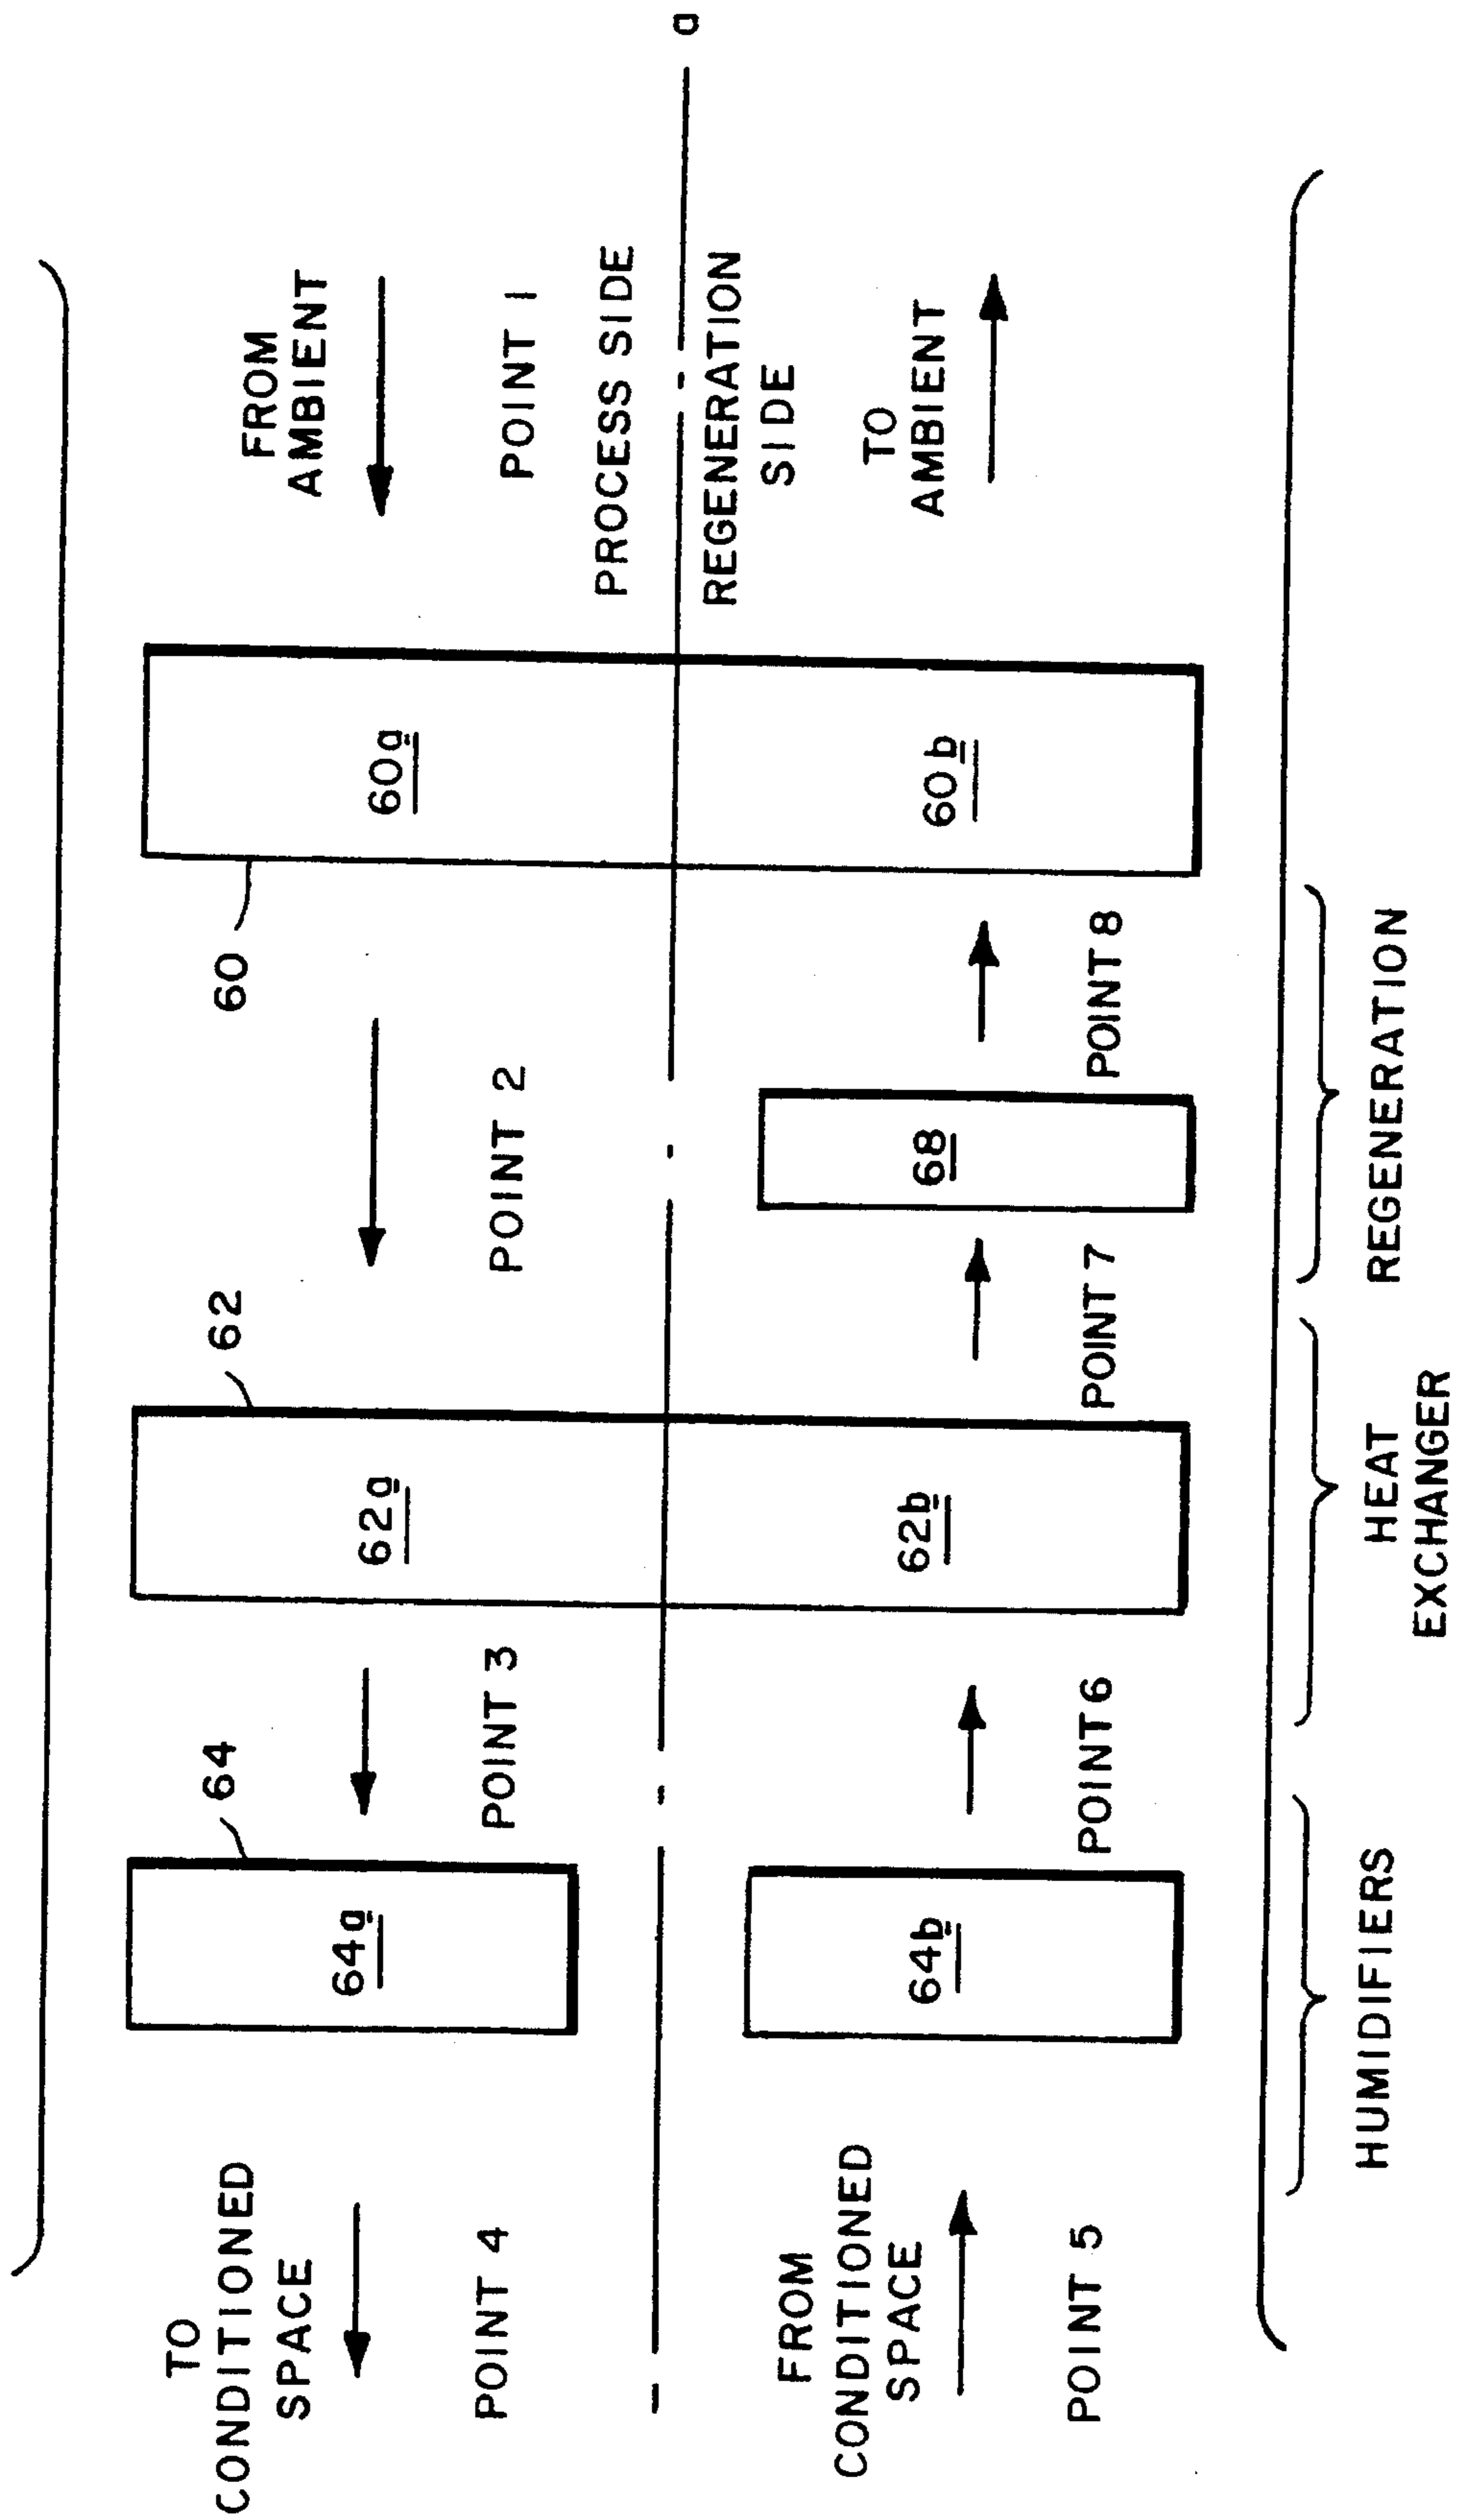 FROM
AMBIENT
POINT 1
PROCESS SIDE
a
REGENERATION
SIDE
TO
AMBIENT
60
60a
60b
POINT 2
62
62a
62b
POINT 3
64
64a
64b
TO
CONDITIONED
SPACE
POINT 4
FROM
CONDITIONED
SPACE
POINT 5
POINT 6
POINT 7
68
POINT 8
HUMIDIFIERS
HEAT
EXCHANGER
REGENERATION